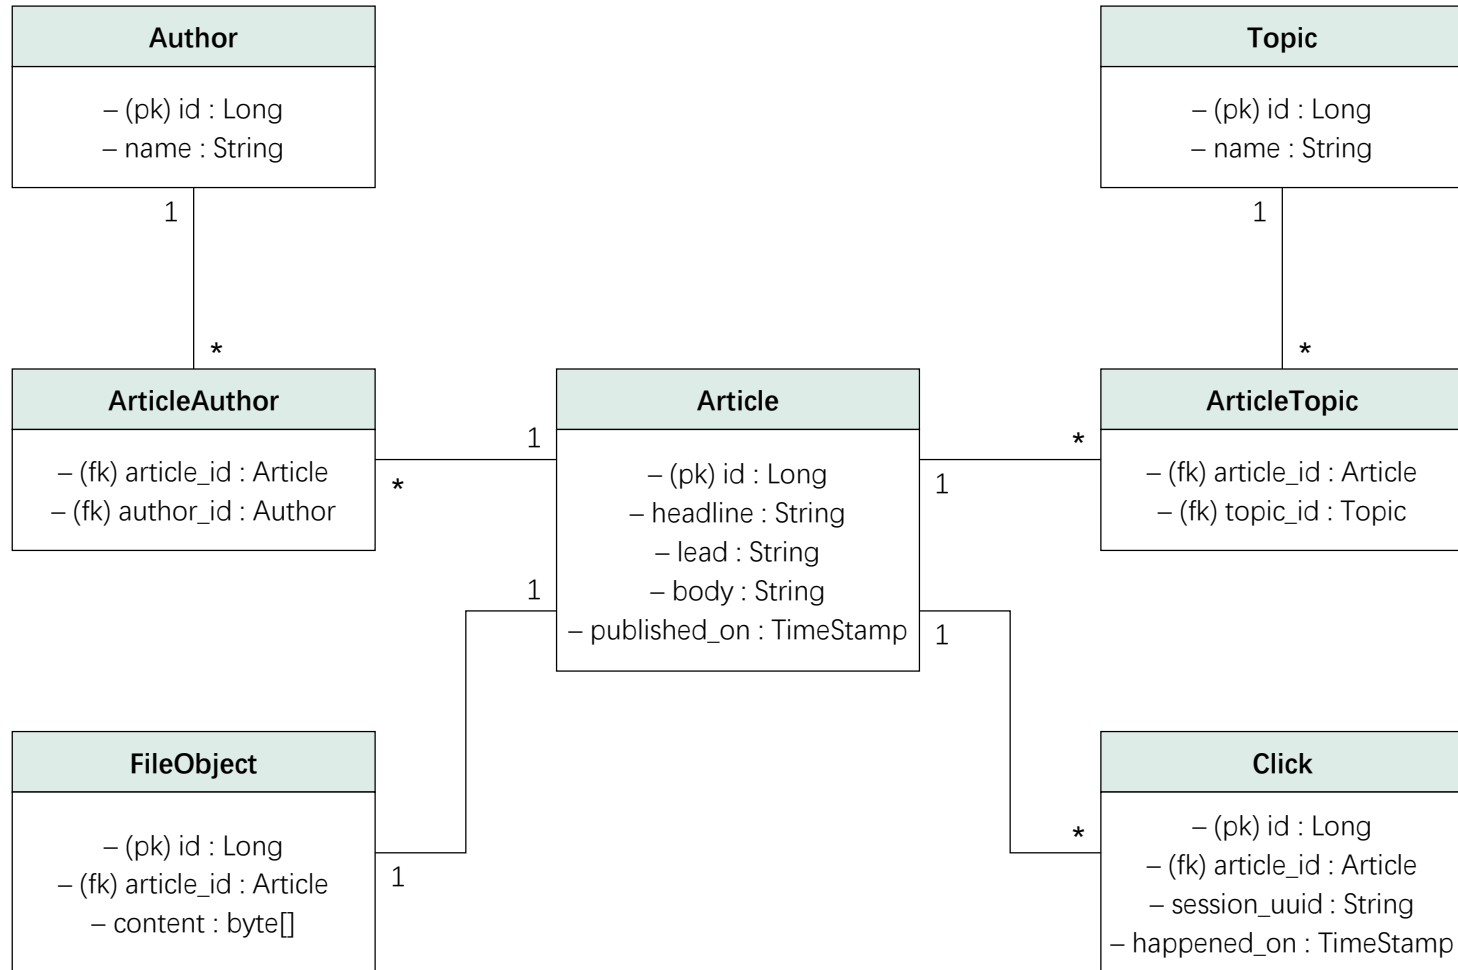 Author
– (pk) id : Long
– name : String
1
*
Topic
– (pk) id : Long
– name : String
1
*
ArticleAuthor
– (fk) article_id : Article
– (fk) author_id : Author
*
1
Article
– (pk) id : Long
– headline : String
– lead : String
– body : String
– published_on : TimeStamp
1
*
ArticleTopic
– (fk) article_id : Article
– (fk) topic_id : Topic
1
1
FileObject
– (pk) id : Long
– (fk) article_id : Article
– content : byte[]
1
*
Click
– (pk) id : Long
– (fk) article_id : Article
– session_uuid : String
– happened_on : TimeStamp